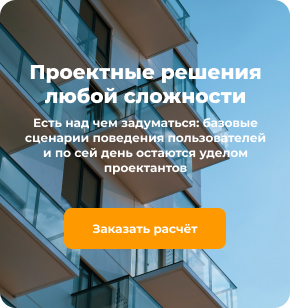 Проектные решения
любой сложности
Есть над чем задуматься: базовые
сценарии поведения пользователей
и по сей день остаются уделом
проектантов
Заказать расчёт